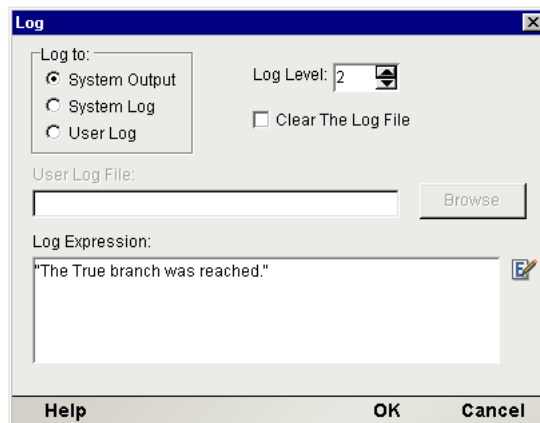 Log
Log to:
System Output
System Log
User Log
Log Level: 2
Clear The Log File
User Log File:
Browse
Log Expression:
"The True branch was reached."
E
Help OK Cancel